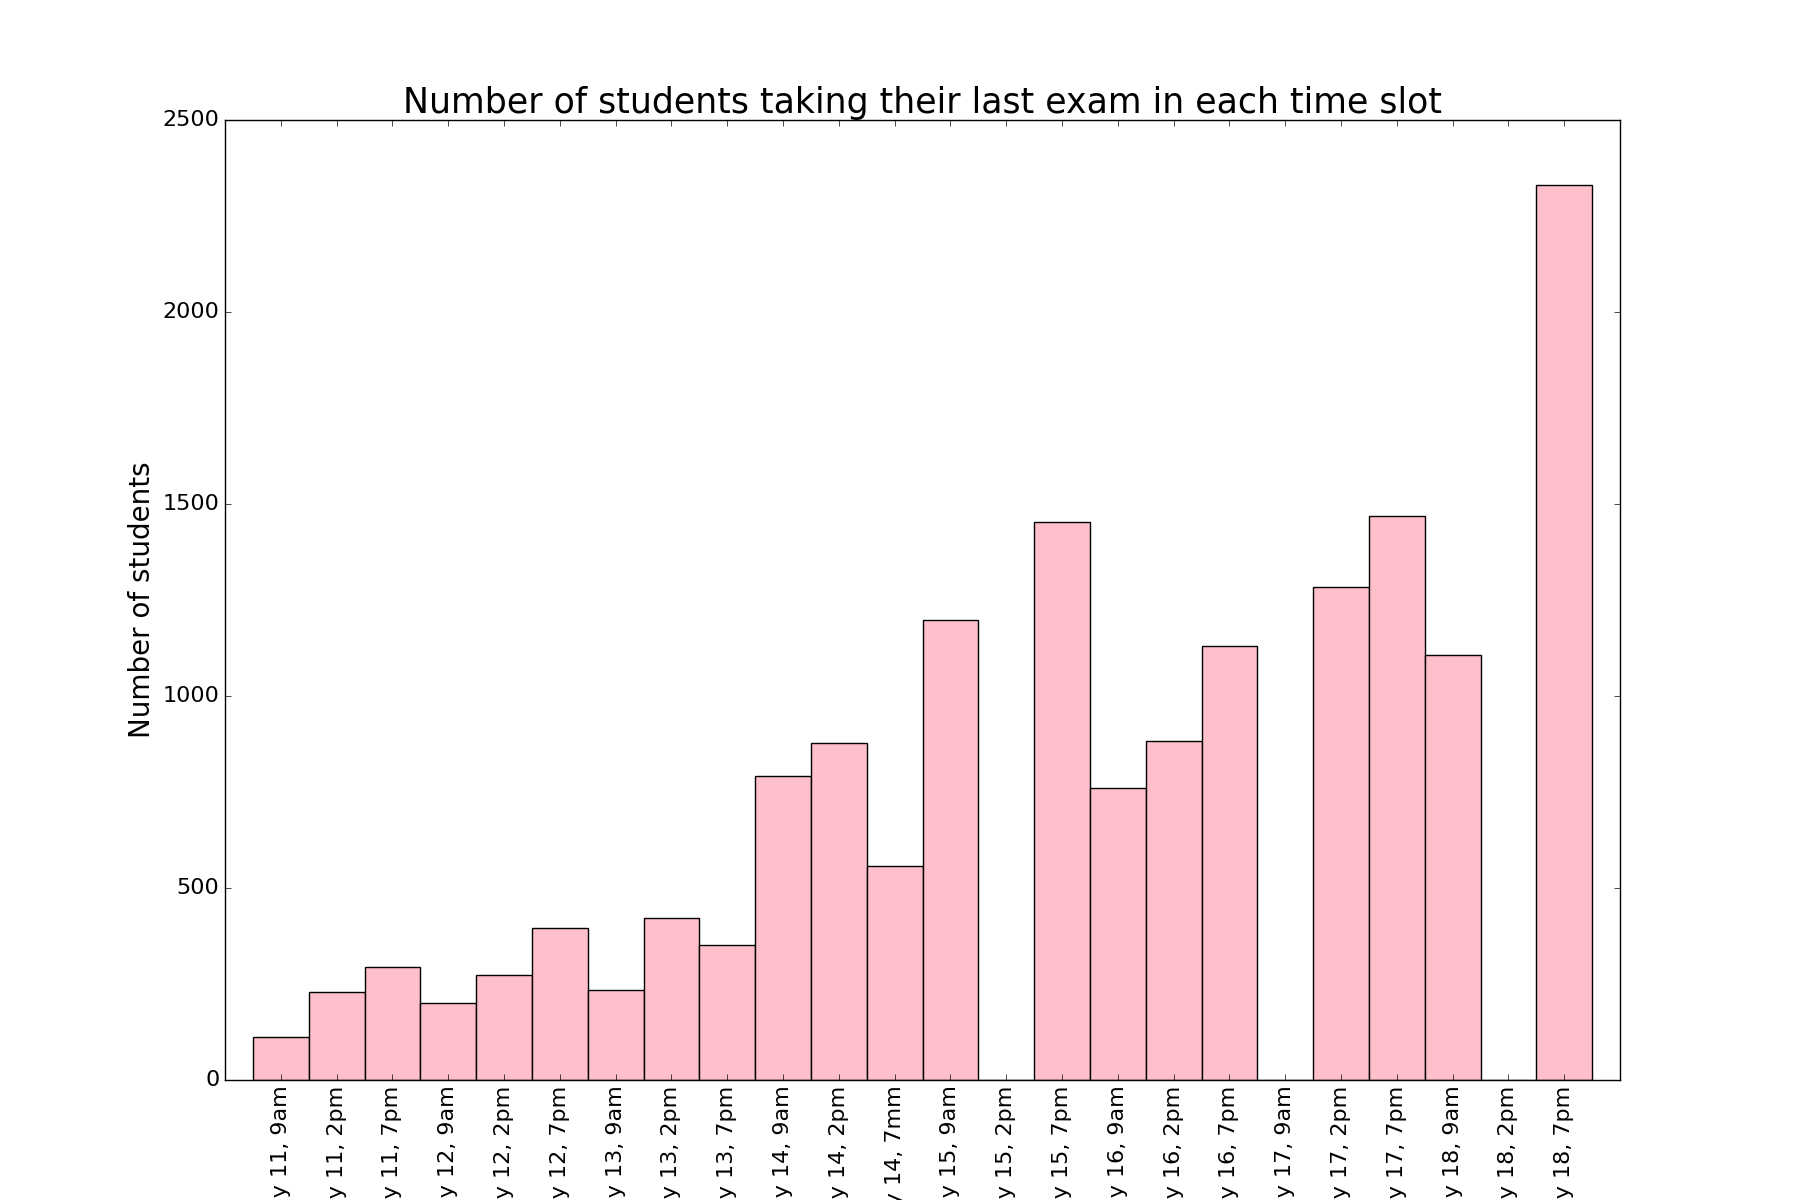 Number of students taking their last exam in each time slot
Number of students
2500
2000
1500
1000
500
0
y 11, 9am
y 11, 2pm
y 11, 7pm
y 12, 9am
y 12, 2pm
y 12, 7pm
y 13, 9am
y 13, 2pm
y 13, 7pm
y 14, 9am
y 14, 2pm
y 14, 7mm
y 15, 9am
y 15, 2pm
y 15, 7pm
y 16, 9am
y 16, 2pm
y 16, 7pm
y 17, 9am
y 17, 2pm
y 17, 7pm
y 18, 9am
y 18, 2pm
y 18, 7pm